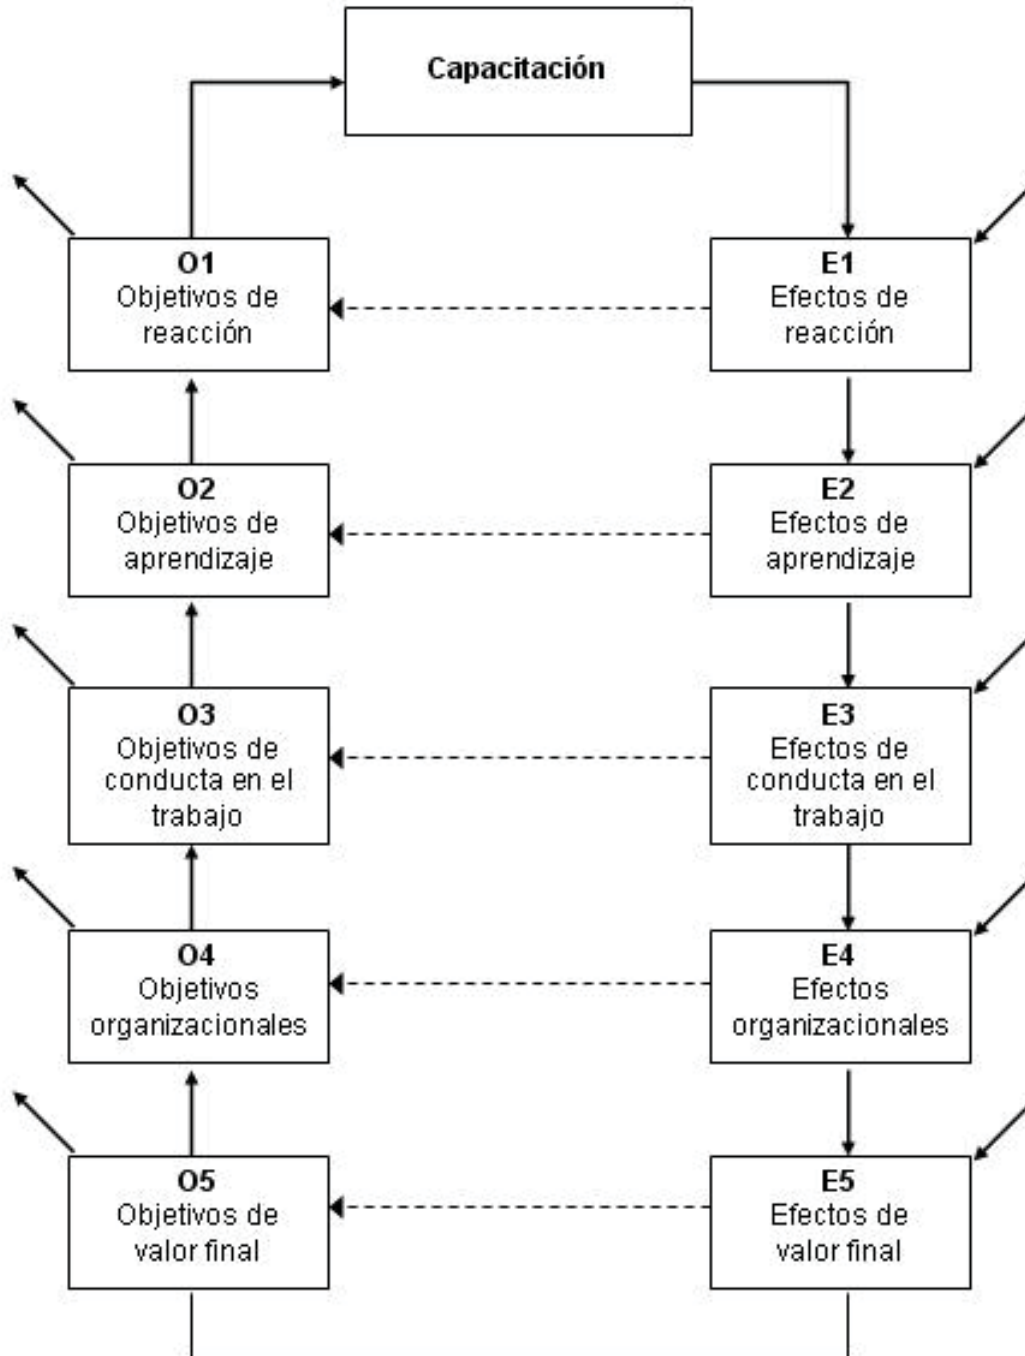 Capacitación
O1
Objetivos de
reacción
E1
Efectos de
reacción
O2
Objetivos de
aprendizaje
E2
Efectos de
aprendizaje
O3
Objetivos de
conducta en el
trabajo
E3
Efectos de
conducta en el
trabajo
O4
Objetivos
organizacionales
E4
Efectos
organizacionales
O5
Objetivos de
valor final
E5
Efectos de
valor final